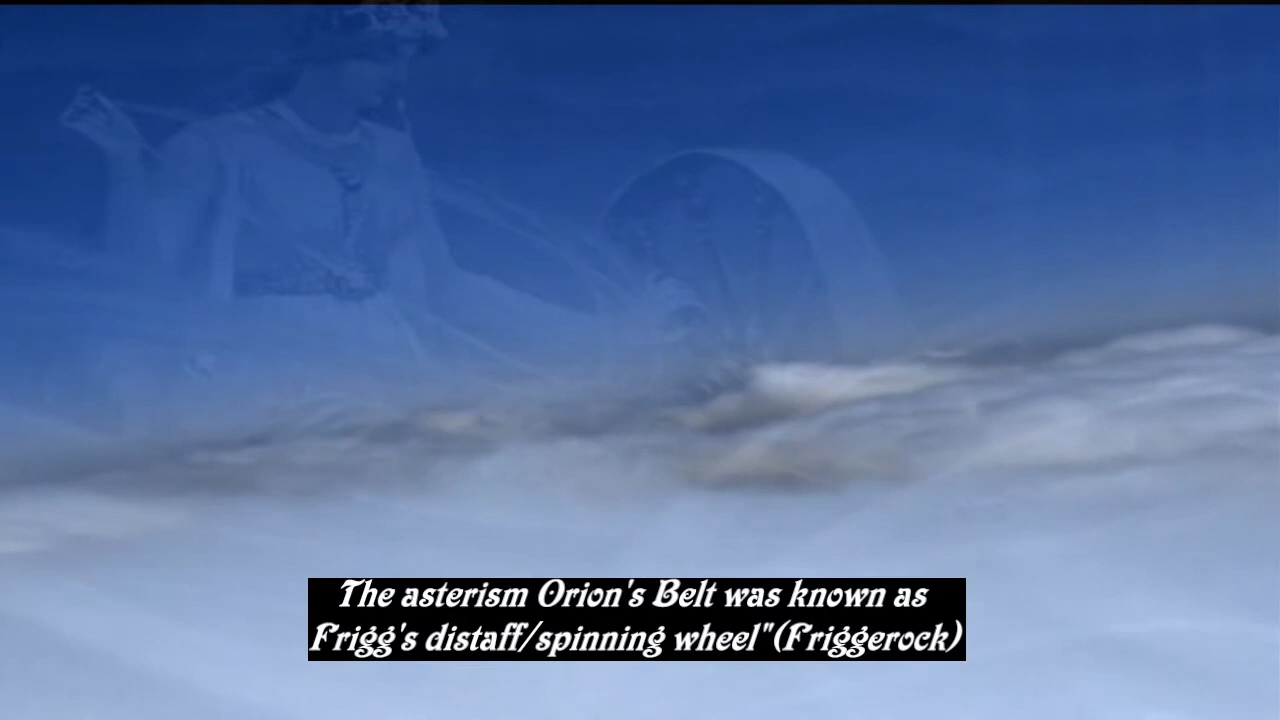 The asterism Orion's Belt was known as
Frigg's distaff/spinning wheel"(Friggerock)